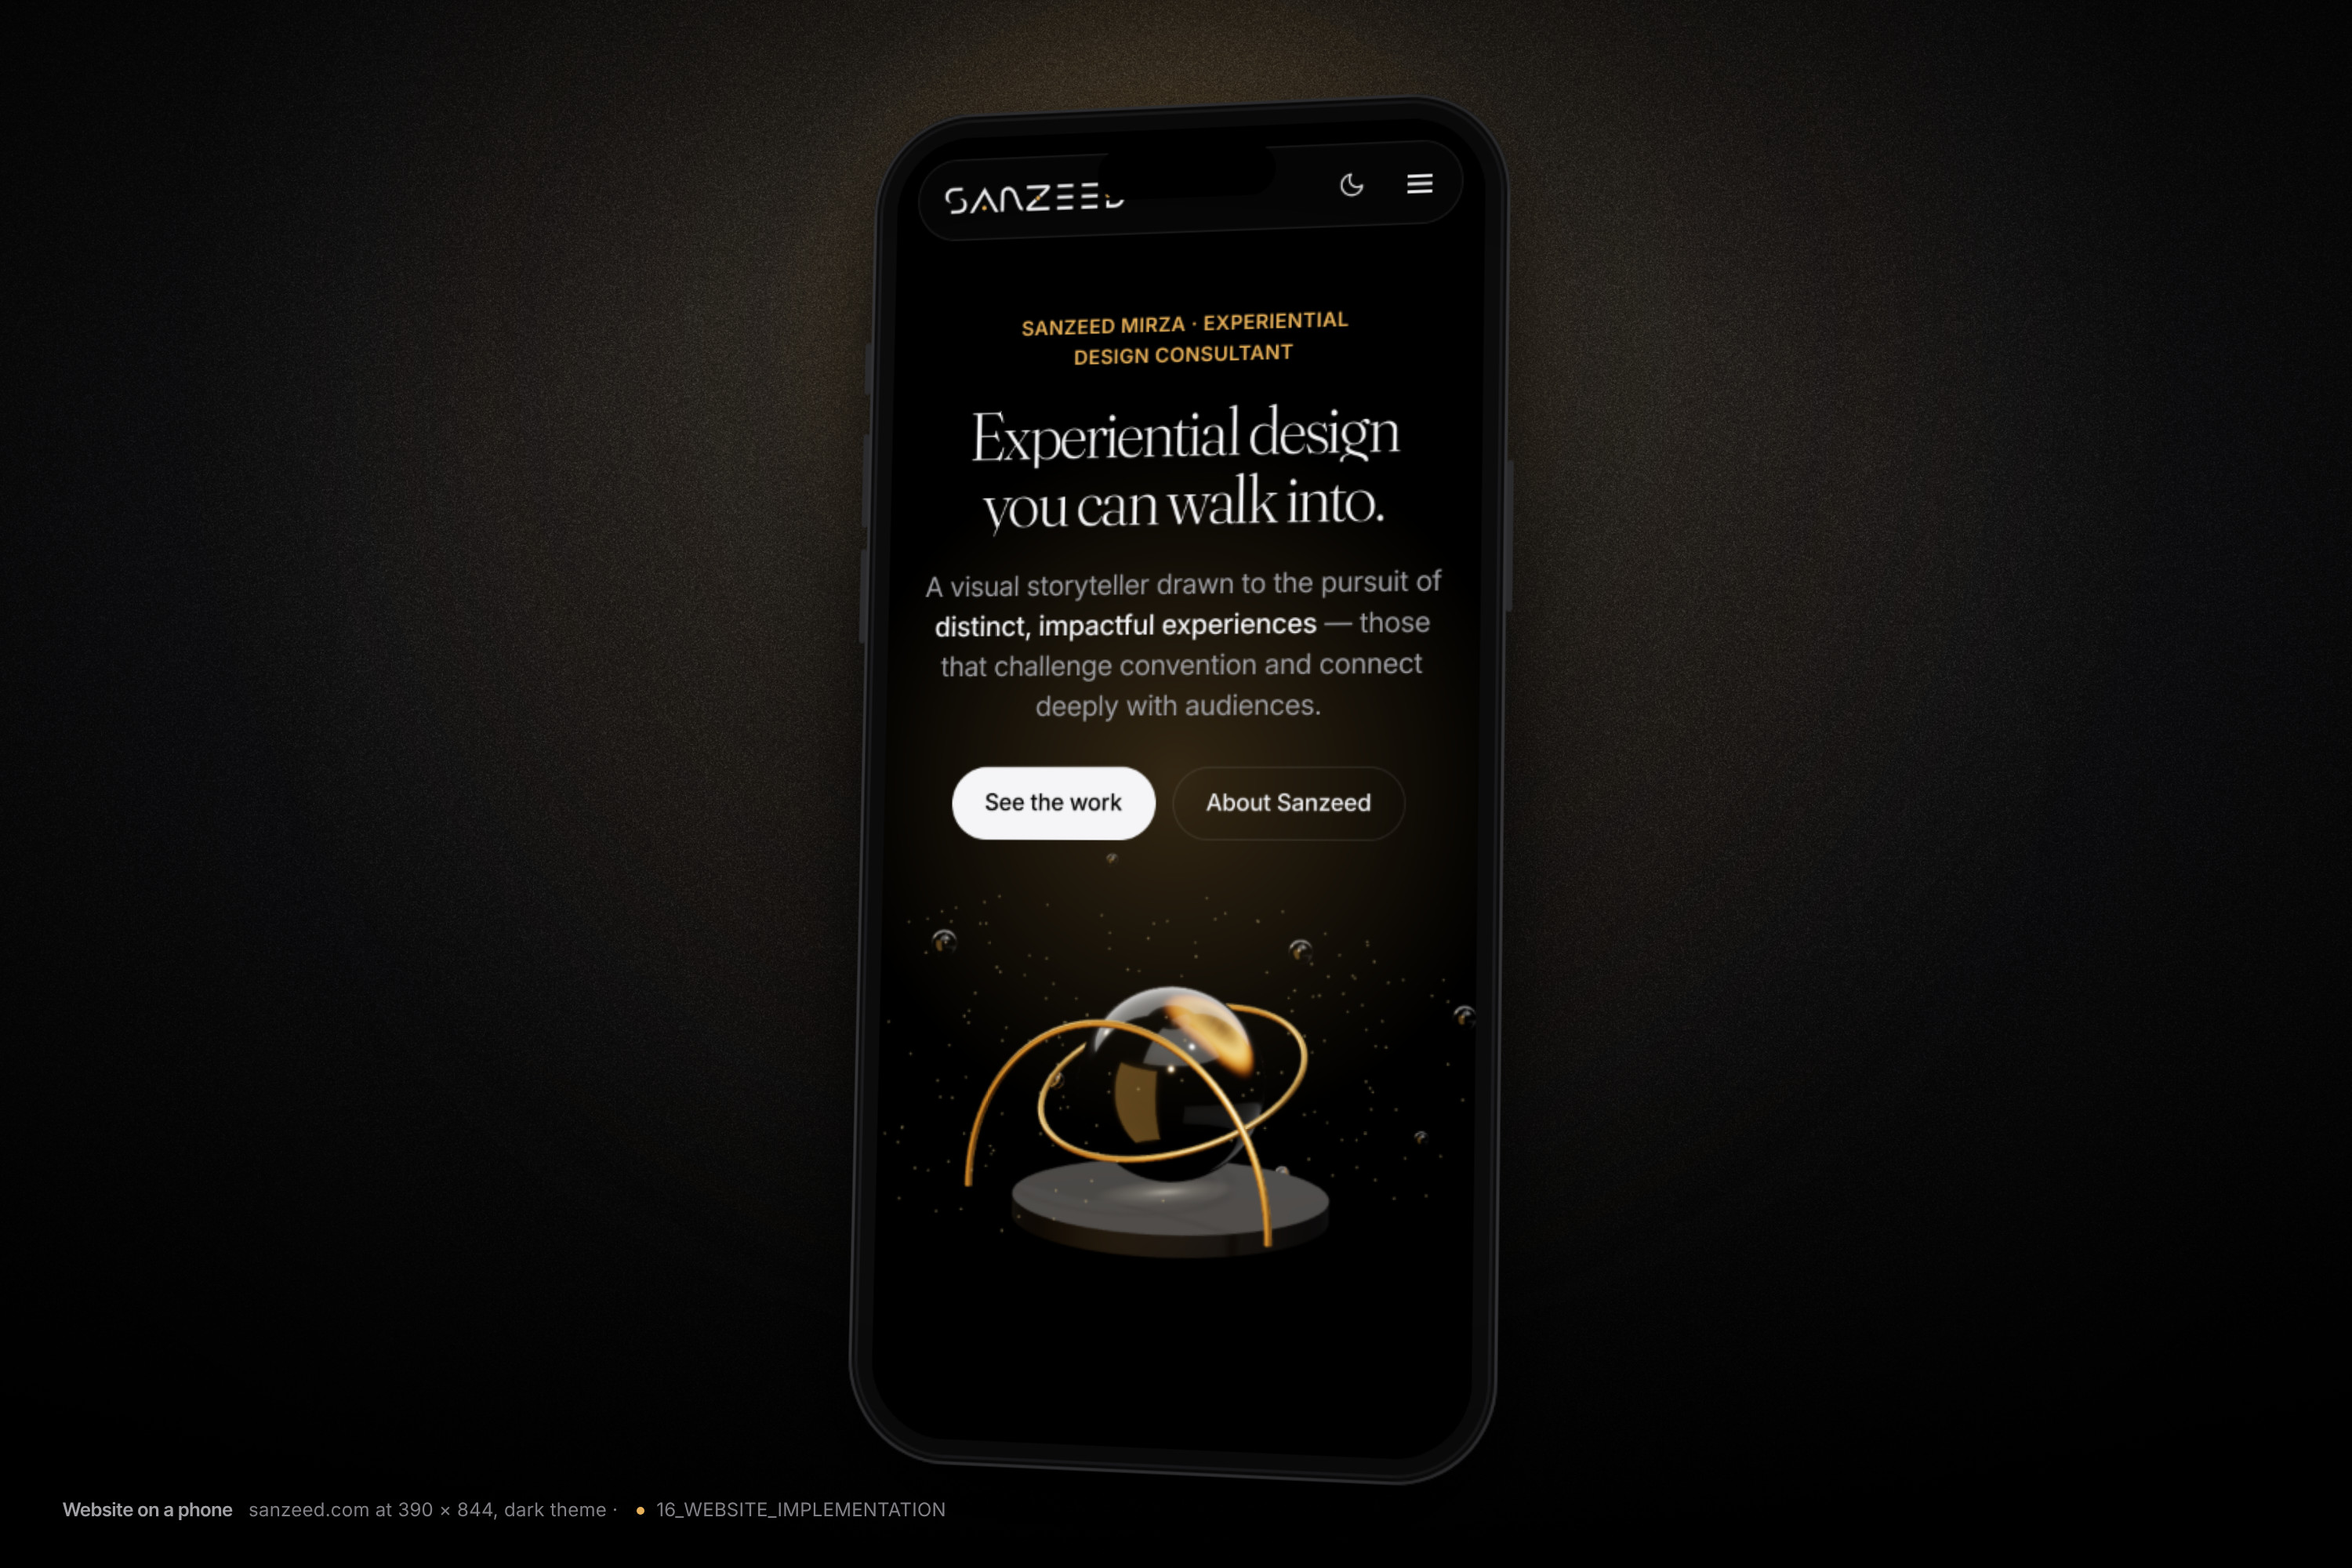 SANZEED
SANZEED MIRZA · EXPERIENTIAL
DESIGN CONSULTANT
Experiential design
you can walk into.
A visual storyteller drawn to the pursuit of
distinct, impactful experiences — those
that challenge convention and connect
deeply with audiences.
See the work
About Sanzeed
Website on a phone sanzeed.com at 390 × 844, dark theme · • 16_WEBSITE_IMPLEMENTATION